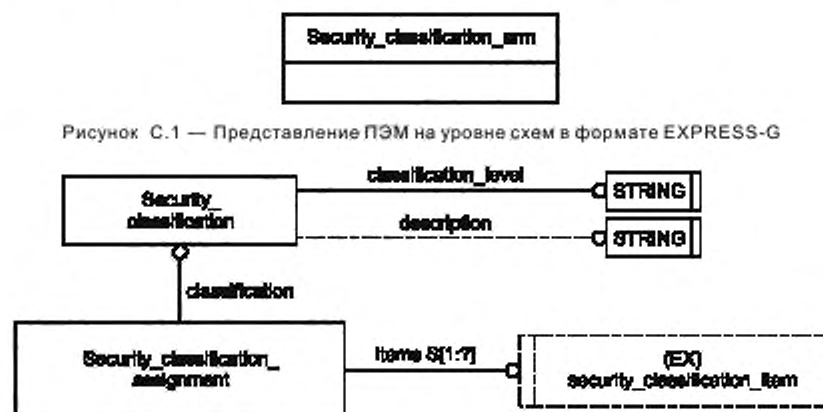 Security_classification_arm
Рисунок С.1 — Представление ПЭМ на уровне схем в формате EXPRESS-G
classification_level
Security_
classification
STRING
description
STRING
classification
Security_classification_
assignment
items S[1:?]
(EX)
security_classification_item